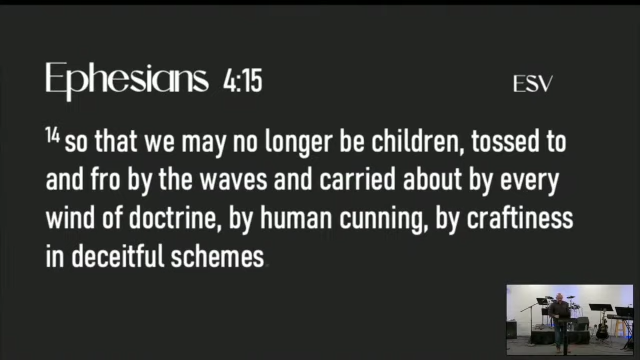 Ephesians 4:15 ESV
14 so that we may no longer be children, tossed to
and fro by the waves and carried about by every
wind of doctrine, by human cunning, by craftiness
in deceitful schemes.